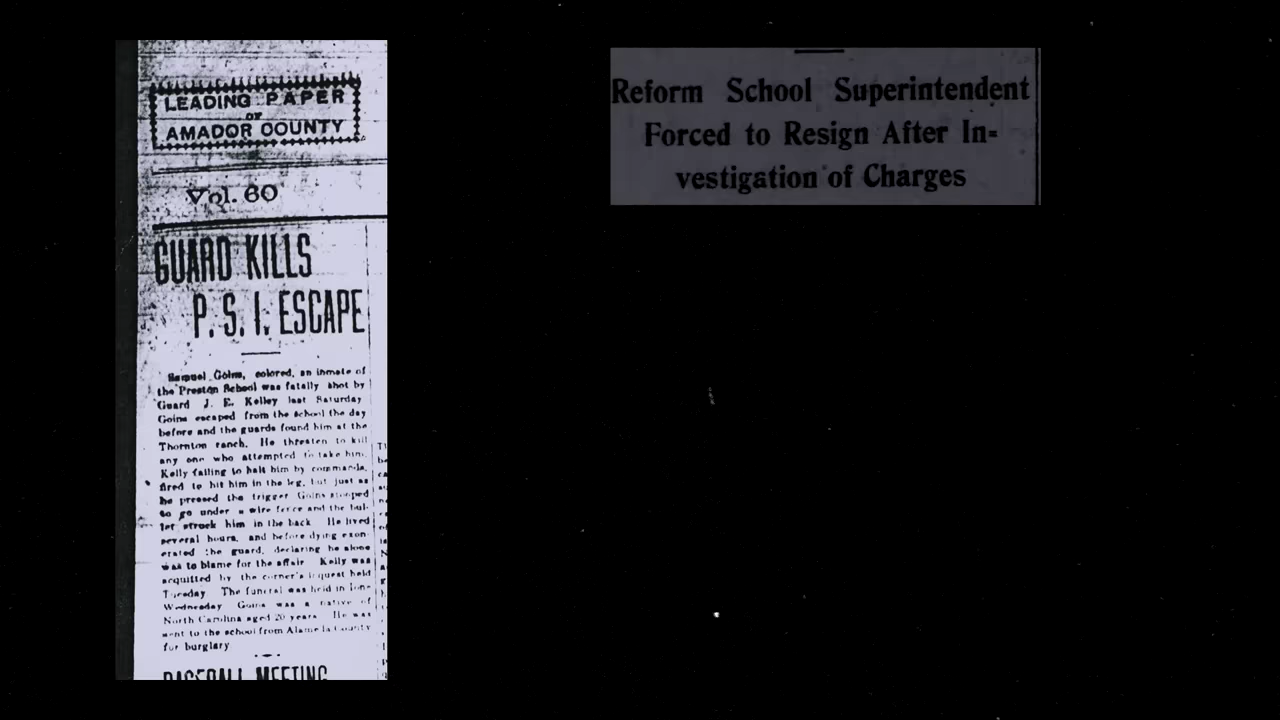 LEADING PAPER
OF
AMADOR COUNTY
Vol. 60
GUARD KILLS
P. S. I. ESCAPE
Samuel Goins, colored, an inmate of
the Preston School was fatally shot by
Guard J. E. Kelley last Saturday
Goins escaped from the school the day
before and the guards found him at the
Thornton ranch. He threaten to kill
any one who attempted to take him.
Kelly failing to halt him by commands,
fired to hit him in the leg, but just as
he pressed the trigger Goins stooped
to go under a wire fence and the bul-
let struck him in the back He lived
several hours, and before dying exon-
erated the guard, declaring he alone
was to blame for the affair Kelly was
acquitted by the corner's inquest held
Tuesday The funeral was held in Ione
Wednesday Goins was a native of
North Carolina aged 20 years. He was
sent to the school from Alameda County
for burglary
BASEBALL MEETING
Reform School Superintendent
Forced to Resign After In-
vestigation of Charges